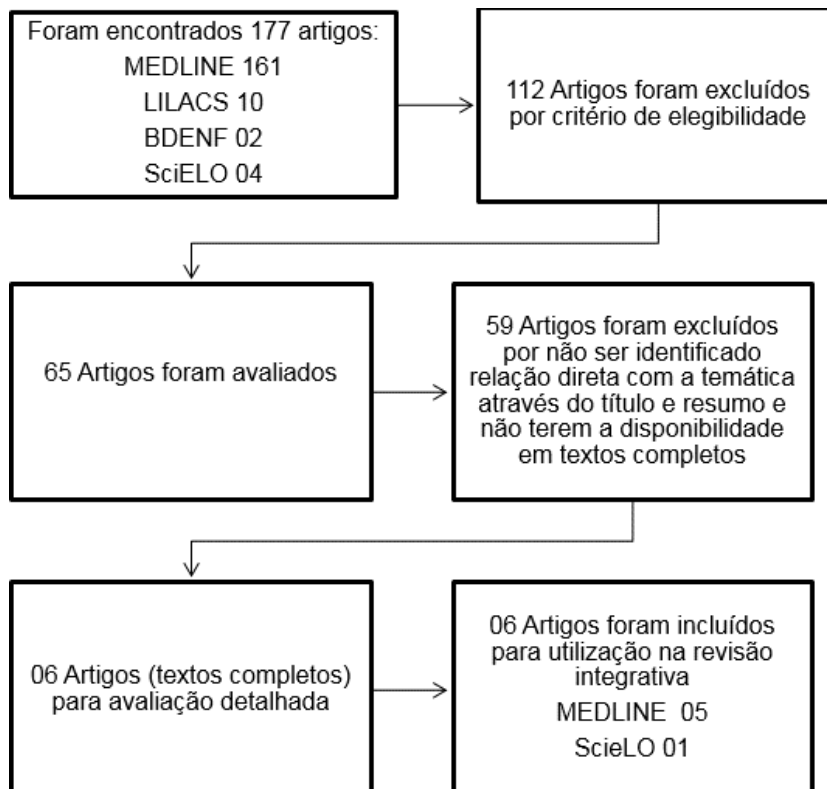 Foram encontrados 177 artigos:
MEDLINE 161
LILACS 10
BDENF 02
SciELO 04
112 Artigos foram excluídos
por critério de elegibilidade
65 Artigos foram avaliados
59 Artigos foram excluídos
por não ser identificado
relação direta com a temática
através do título e resumo e
não terem a disponibilidade
em textos completos
06 Artigos (textos completos)
para avaliação detalhada
06 Artigos foram incluídos
para utilização na revisão
integrativa
MEDLINE 05
ScieLO 01